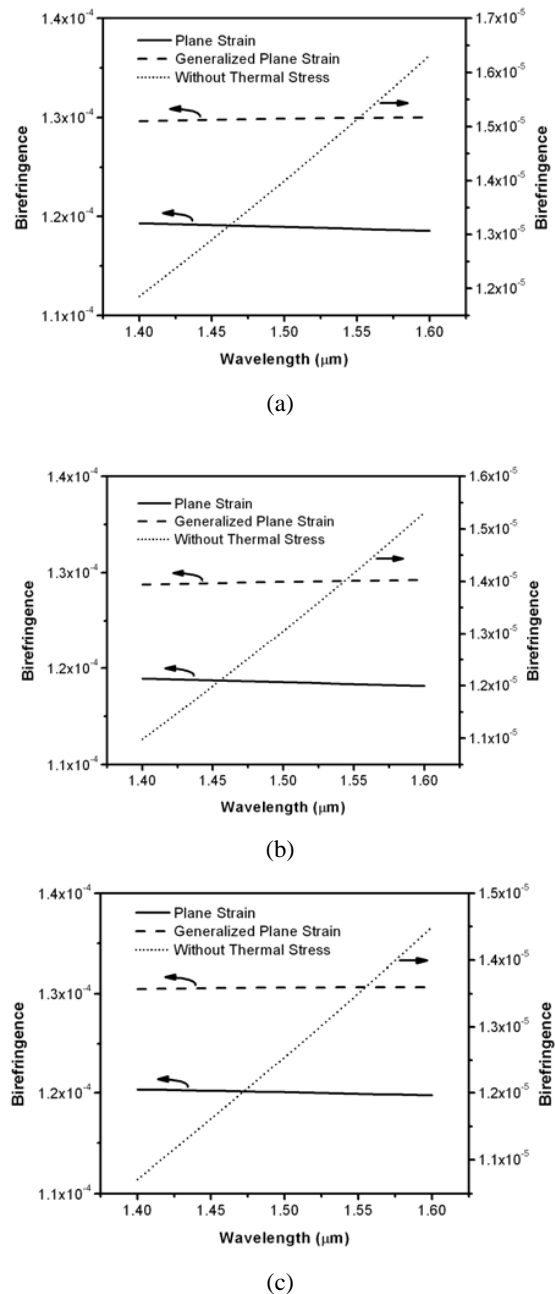 1.4x10⁻⁴
1.3x10⁻⁴
1.2x10⁻⁴
1.1x10⁻⁴
Birefringence
Plane Strain
Generalized Plane Strain
Without Thermal Stress
1.7x10⁻⁵
1.6x10⁻⁵
1.5x10⁻⁵
1.4x10⁻⁵
1.3x10⁻⁵
1.2x10⁻⁵
Birefringence
1.40 1.45 1.50 1.55 1.60
Wavelength (μm)
(a)
1.4x10⁻⁴
1.3x10⁻⁴
1.2x10⁻⁴
1.1x10⁻⁴
Birefringence
Plane Strain
Generalized Plane Strain
Without Thermal Stress
1.6x10⁻⁵
1.5x10⁻⁵
1.4x10⁻⁵
1.3x10⁻⁵
1.2x10⁻⁵
1.1x10⁻⁵
Birefringence
1.40 1.45 1.50 1.55 1.60
Wavelength (μm)
(b)
1.4x10⁻⁴
1.3x10⁻⁴
1.2x10⁻⁴
1.1x10⁻⁴
Birefringence
Plane Strain
Generalized Plane Strain
Without Thermal Stress
1.5x10⁻⁵
1.4x10⁻⁵
1.3x10⁻⁵
1.2x10⁻⁵
1.1x10⁻⁵
Birefringence
1.40 1.45 1.50 1.55 1.60
Wavelength (μm)
(c)